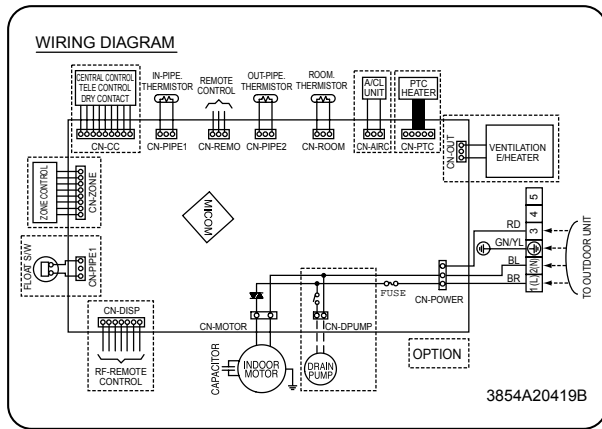 WIRING DIAGRAM
CENTRAL CONTROL
TELE CONTROL
DRY CONTACT
CN-CC
IN-PIPE.
THERMISTOR
CN-PIPE1
REMOTE
CONTROL
CN-REMO
OUT-PIPE.
THERMISTOR
CN-PIPE2
ROOM.
THERMISTOR
CN-ROOM
A/CL
UNIT
CN-AIRC
PTC
HEATER
CN-PTC
CN-OUT
VENTILATION
E/HEATER
ZONE CONTROL
CN-ZONE
MICOM
FLOAT S/W
CN-PIPE1
5
4
RD
3
GN/YL
BL
2(N)
BR
1(L)
TO OUTDOOR UNIT
FUSE
CN-POWER
CN-DISP
RF-REMOTE
CONTROL
CN-MOTOR
CN-DPUMP
CAPACITOR
INDOOR
MOTOR
DRAIN
PUMP
OPTION
3854A20419B